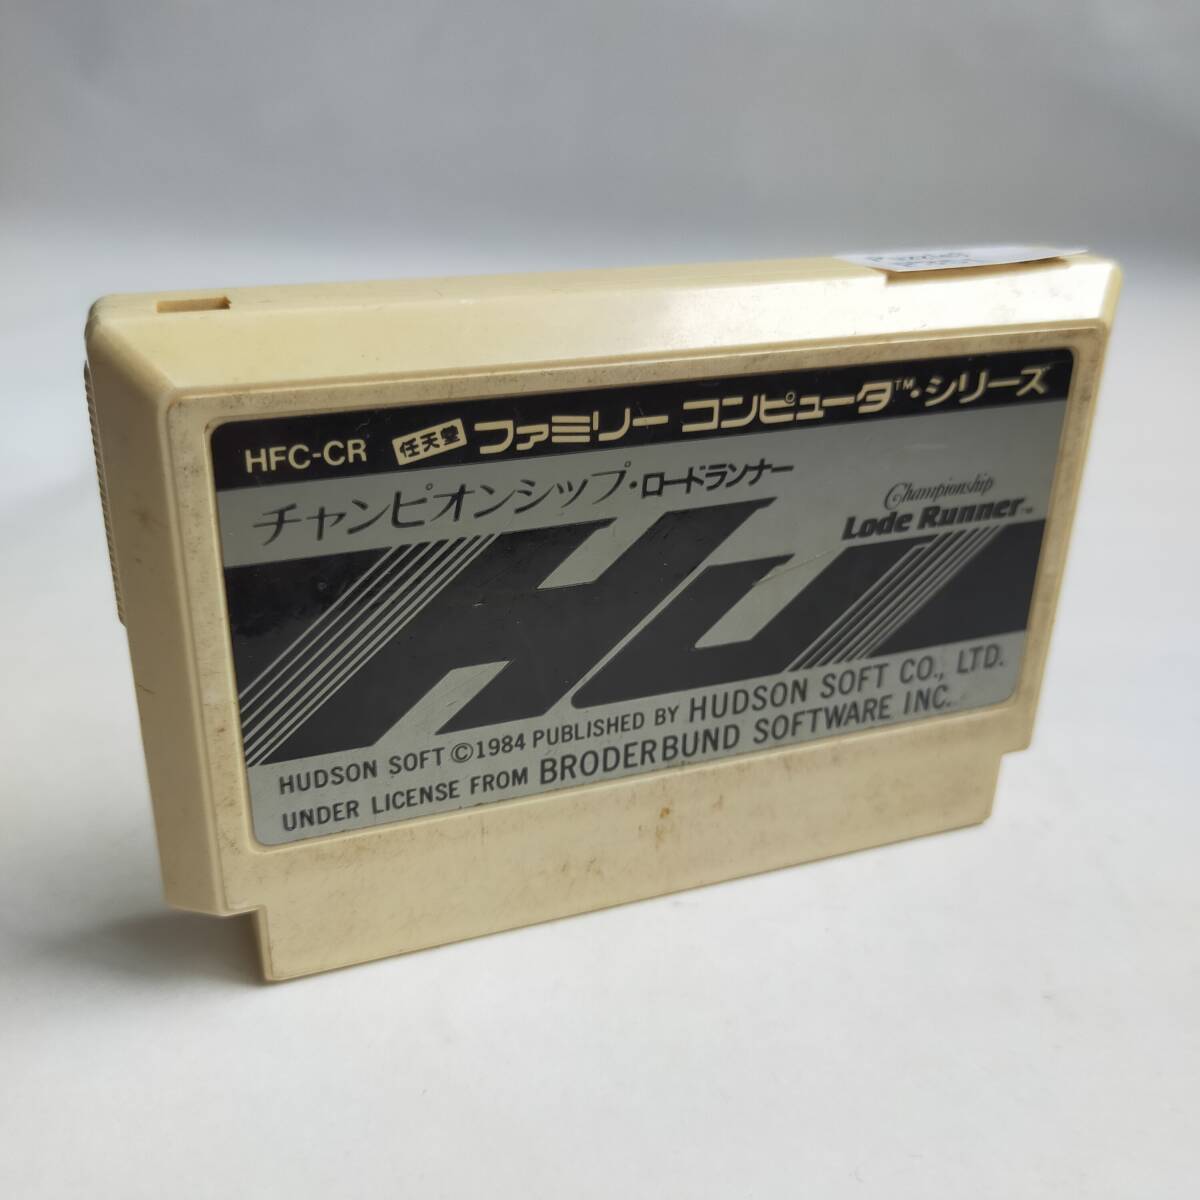 HFC-CR 任天堂 ファミリー コンピュータ™・シリーズ
チャンピオンシップ・ロードランナー
Championship
Lode Runner™
HUDSON SOFT ©1984 PUBLISHED BY HUDSON SOFT CO., LTD.
UNDER LICENSE FROM BRODERBUND SOFTWARE INC.